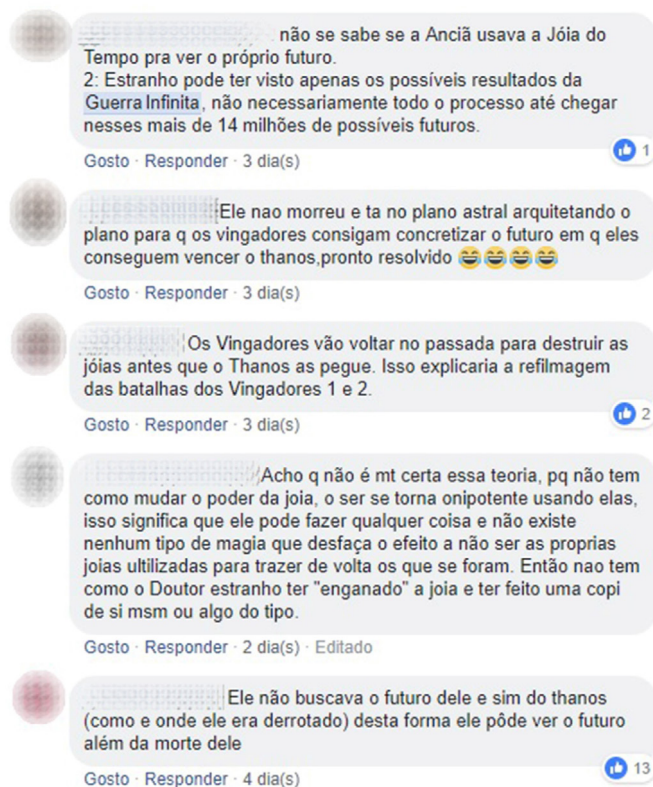 não se sabe se a Anciã usava a Jóia do
Tempo pra ver o próprio futuro.
2: Estranho pode ter visto apenas os possíveis resultados da
Guerra Infinita, não necessariamente todo o processo até chegar
nesses mais de 14 milhões de possíveis futuros.
1
Gosto · Responder · 3 dia(s)
Ele nao morreu e ta no plano astral arquitetando o
plano para q os vingadores consigam concretizar o futuro em q eles
conseguem vencer o thanos,pronto resolvido 😂😂😂😂
Gosto · Responder · 3 dia(s)
Os Vingadores vão voltar no passada para destruir as
jóias antes que o Thanos as pegue. Isso explicaria a refilmagem
das batalhas dos Vingadores 1 e 2.
2
Gosto · Responder · 3 dia(s)
Acho q não é mt certa essa teoria, pq não tem
como mudar o poder da joia, o ser se torna onipotente usando elas,
isso significa que ele pode fazer qualquer coisa e não existe
nenhum tipo de magia que desfaça o efeito a não ser as proprias
joias ultilizadas para trazer de volta os que se foram. Então nao tem
como o Doutor estranho ter "enganado" a joia e ter feito uma copi
de si msm ou algo do tipo.
Gosto · Responder · 2 dia(s) · Editado
Ele não buscava o futuro dele e sim do thanos
(como e onde ele era derrotado) desta forma ele pôde ver o futuro
além da morte dele
13
Gosto · Responder · 4 dia(s)